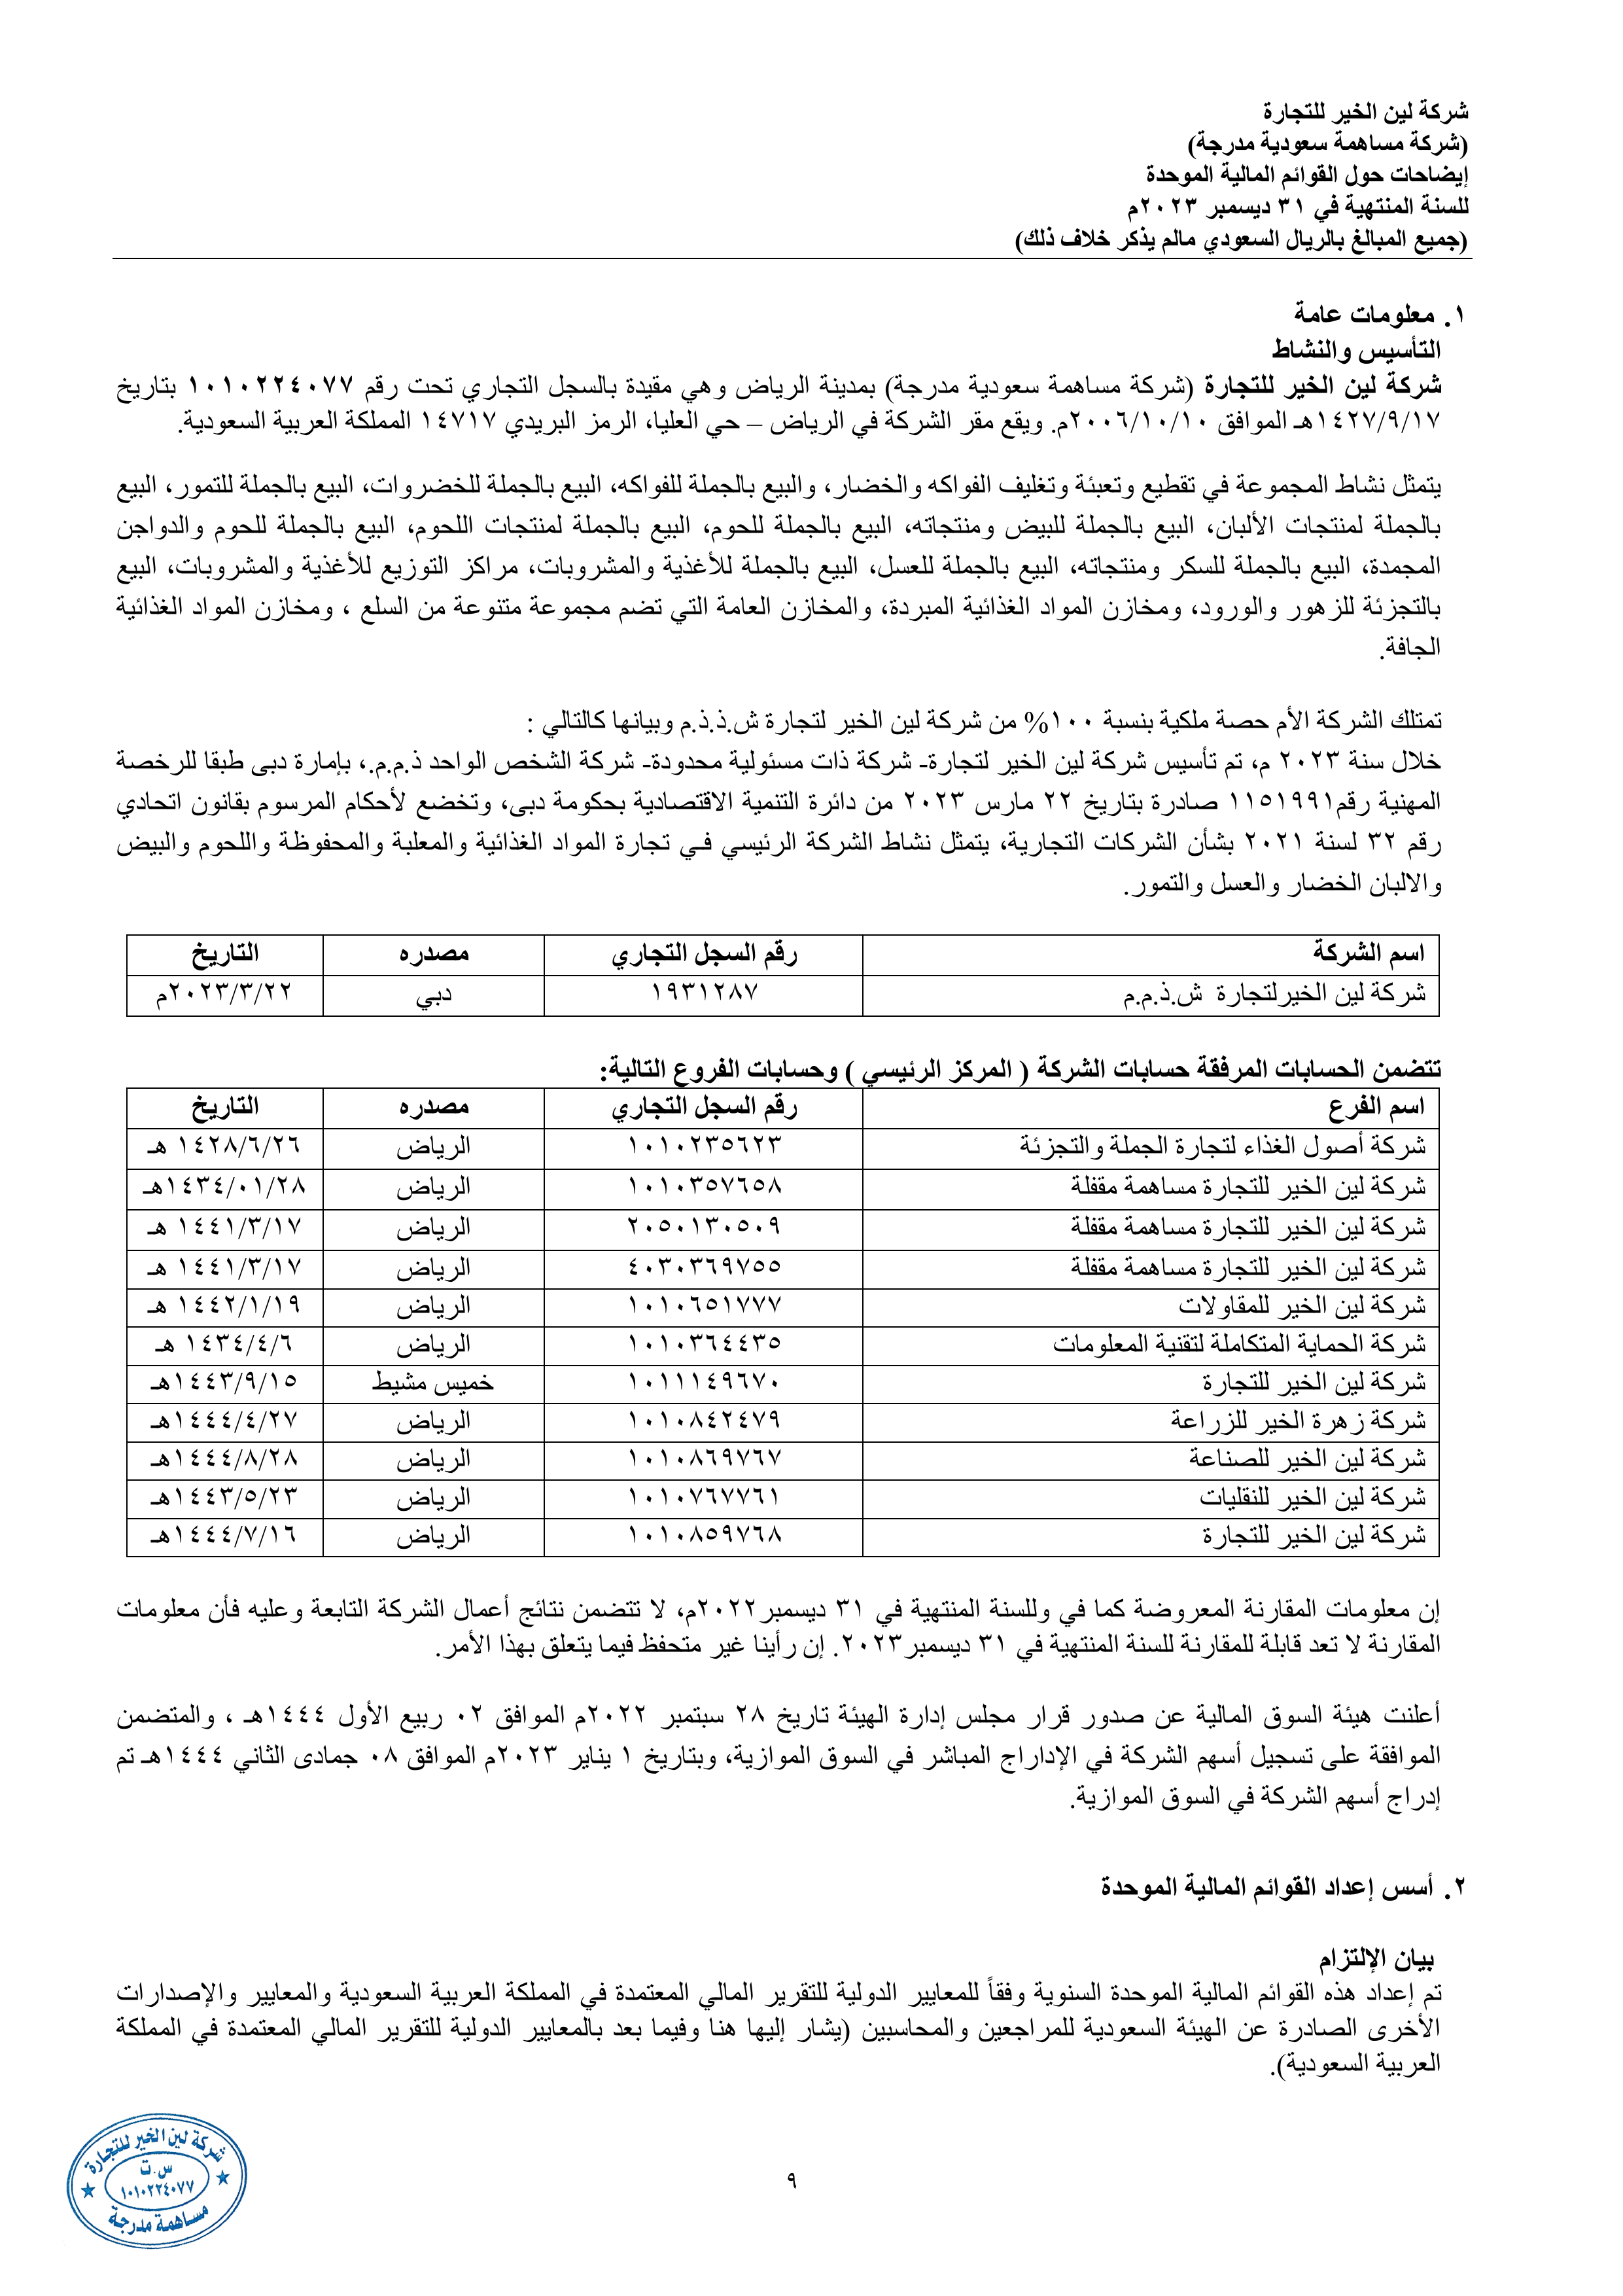 شركة لين الخير للتجارة
(شركة مساهمة سعودية مدرجة)
إيضاحات حول القوائم المالية الموحدة
للسنة المنتهية في ٣١ ديسمبر ٢٠٢٣م
(جميع المبالغ بالريال السعودي مالم يذكر خلاف ذلك)
١. معلومات عامة
التأسيس والنشاط
شركة لين الخير للتجارة (شركة مساهمة سعودية مدرجة) بمدينة الرياض وهي مقيدة بالسجل التجاري تحت رقم ١٠١٠٢٢٤٠٧٧ بتاريخ
١٤٢٧/٩/١٧هـ الموافق ٢٠٠٦/١٠/١٠م. ويقع مقر الشركة في الرياض – حي العليا، الرمز البريدي ١٤٧١٧ المملكة العربية السعودية.
يتمثل نشاط المجموعة في تقطيع وتعبئة وتغليف الفواكه والخضار، والبيع بالجملة للفواكه، البيع بالجملة للخضروات، البيع بالجملة للتمور، البيع
بالجملة لمنتجات الألبان، البيع بالجملة للبيض ومنتجاته، البيع بالجملة للحوم، البيع بالجملة لمنتجات اللحوم، البيع بالجملة للحوم والدواجن
المجمدة، البيع بالجملة للسكر ومنتجاته، البيع بالجملة للعسل، البيع بالجملة للأغذية والمشروبات، مراكز التوزيع للأغذية والمشروبات، البيع
بالتجزئة للزهور والورود، ومخازن المواد الغذائية المبردة، والمخازن العامة التي تضم مجموعة متنوعة من السلع ، ومخازن المواد الغذائية
الجافة.
تمتلك الشركة الأم حصة ملكية بنسبة ١٠٠% من شركة لين الخير لتجارة ش.ذ.ذ.م وبيانها كالتالي :
خلال سنة ٢٠٢٣ م، تم تأسيس شركة لين الخير لتجارة- شركة ذات مسئولية محدودة- شركة الشخص الواحد ذ.م.م.، بإمارة دبى طبقا للرخصة
المهنية رقم١١٥١٩٩١ صادرة بتاريخ ٢٢ مارس ٢٠٢٣ من دائرة التنمية الاقتصادية بحكومة دبى، وتخضع لأحكام المرسوم بقانون اتحادي
رقم ٣٢ لسنة ٢٠٢١ بشأن الشركات التجارية، يتمثل نشاط الشركة الرئيسي في تجارة المواد الغذائية والمعلبة والمحفوظة واللحوم والبيض
والالبان الخضار والعسل والتمور.
اسم الشركة رقم السجل التجاري مصدره التاريخ
شركة لين الخيرلتجارة ش.ذ.م.م ١٩٣١٢٨٧ دبي ٢٠٢٣/٣/٢٢م
تتضمن الحسابات المرفقة حسابات الشركة ( المركز الرئيسي ) وحسابات الفروع التالية:
اسم الفرع رقم السجل التجاري مصدره التاريخ
شركة أصول الغذاء لتجارة الجملة والتجزئة ١٠١٠٢٣٥٦٢٣ الرياض ١٤٢٨/٦/٢٦ هـ
شركة لين الخير للتجارة مساهمة مقفلة ١٠١٠٣٥٧٦٥٨ الرياض ١٤٣٤/٠١/٢٨هـ
شركة لين الخير للتجارة مساهمة مقفلة ٢٠٥٠١٣٠٥٠٩ الرياض ١٤٤١/٣/١٧ هـ
شركة لين الخير للتجارة مساهمة مقفلة ٤٠٣٠٣٦٩٧٥٥ الرياض ١٤٤١/٣/١٧ هـ
شركة لين الخير للمقاولات ١٠١٠٦٥١٧٧٧ الرياض ١٤٤٢/١/١٩ هـ
شركة الحماية المتكاملة لتقنية المعلومات ١٠١٠٣٦٤٤٣٥ الرياض ١٤٣٤/٤/٦ هـ
شركة لين الخير للتجارة ١٠١١١٤٩٦٧٠ خميس مشيط ١٤٤٣/٩/١٥هـ
شركة زهرة الخير للزراعة ١٠١٠٨٤٢٤٧٩ الرياض ١٤٤٤/٤/٢٧هـ
شركة لين الخير للصناعة ١٠١٠٨٦٩٧٦٧ الرياض ١٤٤٤/٨/٢٨هـ
شركة لين الخير للنقليات ١٠١٠٧٦٧٧٦١ الرياض ١٤٤٣/٥/٢٣هـ
شركة لين الخير للتجارة ١٠١٠٨٥٩٧٦٨ الرياض ١٤٤٤/٧/١٦هـ
إن معلومات المقارنة المعروضة كما في وللسنة المنتهية في ٣١ ديسمبر٢٠٢٢م، لا تتضمن نتائج أعمال الشركة التابعة وعليه فأن معلومات
المقارنة لا تعد قابلة للمقارنة للسنة المنتهية في ٣١ ديسمبر٢٠٢٣. إن رأينا غير متحفظ فيما يتعلق بهذا الأمر.
أعلنت هيئة السوق المالية عن صدور قرار مجلس إدارة الهيئة تاريخ ٢٨ سبتمبر ٢٠٢٢م الموافق ٠٢ ربيع الأول ١٤٤٤هـ ، والمتضمن
الموافقة على تسجيل أسهم الشركة في الإداراج المباشر في السوق الموازية، وبتاريخ ١ يناير ٢٠٢٣م الموافق ٠٨ جمادى الثاني ١٤٤٤هـ تم
إدراج أسهم الشركة في السوق الموازية.
٢. أسس إعداد القوائم المالية الموحدة
بيان الإلتزام
تم إعداد هذه القوائم المالية الموحدة السنوية وفقاً للمعايير الدولية للتقرير المالي المعتمدة في المملكة العربية السعودية والمعايير والإصدارات
الأخرى الصادرة عن الهيئة السعودية للمراجعين والمحاسبين (يشار إليها هنا وفيما بعد بالمعايير الدولية للتقرير المالي المعتمدة في المملكة
العربية السعودية).
٩
شركة لين الخير للتجارة
س.ت
١٠١٠٢٢٤٠٧٧
مساهمة مدرجة